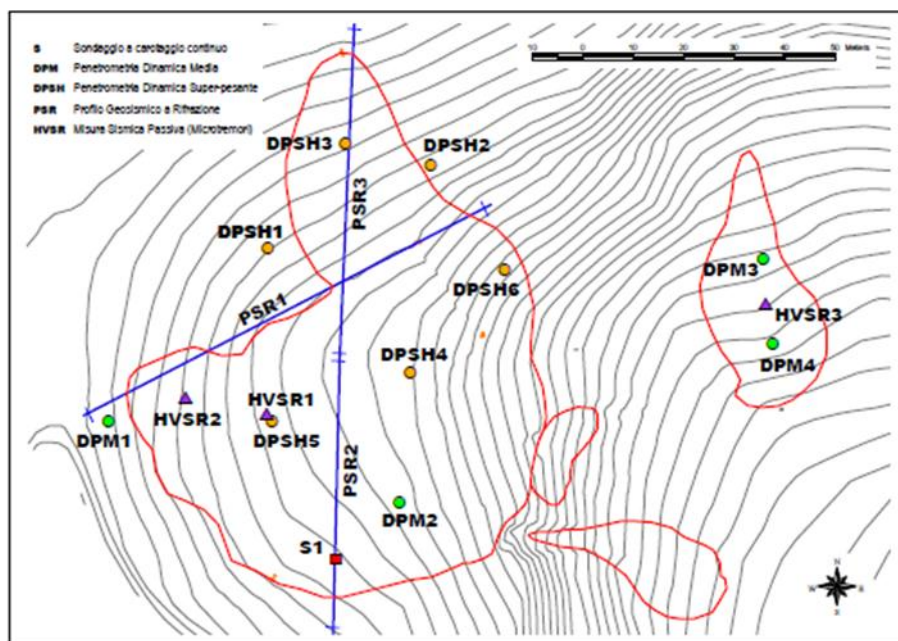 S Sondaggio a carotaggio continuo
DPM Penetrometria Dinamica Media
DPSH Penetrometria Dinamica Super-pesante
PSR Profilo Geosismico a Rifrazione
HVSR Misura Sismica Passiva (Microtremori)
10 0 10 20 30 40 50 Meters
DPSH3
DPSH2
PSR3
DPSH1
DPSH6
DPM3
HVSR3
PSR1
DPSH4
DPM4
HVSR1
HVSR2
DPSH5
DPM1
PSR2
DPM2
S1
N
W
S